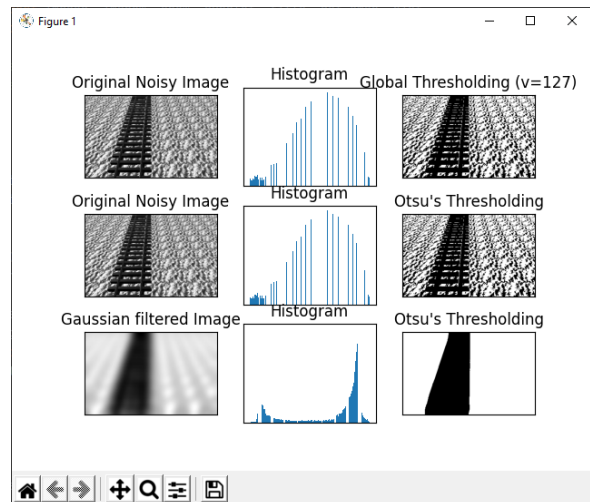 Figure 1
Original Noisy Image
Histogram
Global Thresholding (v=127)
Original Noisy Image
Histogram
Otsu's Thresholding
Gaussian filtered Image
Histogram
Otsu's Thresholding